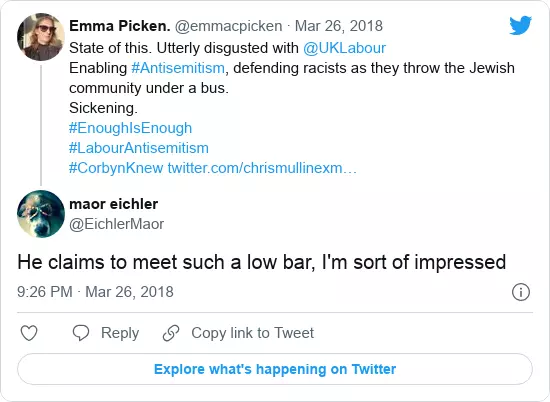 Emma Picken. @emmacpicken · Mar 26, 2018
State of this. Utterly disgusted with @UKLabour
Enabling #Antisemitism, defending racists as they throw the Jewish
community under a bus.
Sickening.
#EnoughIsEnough
#LabourAntisemitism
#CorbynKnew twitter.com/chrismullinexm…
maor eichler
@EichlerMaor
He claims to meet such a low bar, I'm sort of impressed
9:26 PM · Mar 26, 2018
Reply
Copy link to Tweet
Explore what's happening on Twitter